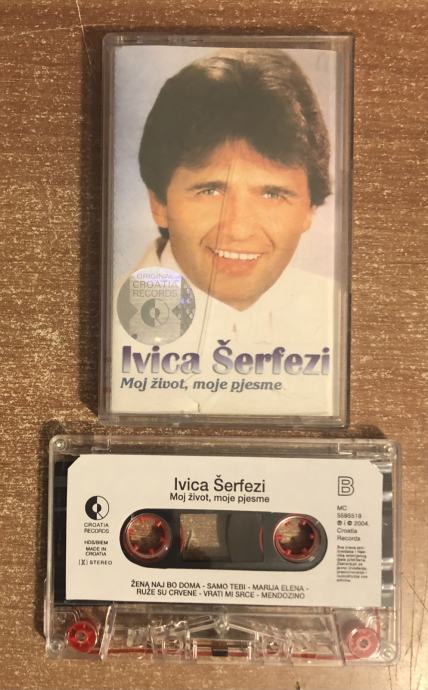 ORIGINAL
CROATIA
RECORDS
Ivica Šerfezi
Moj život, moje pjesme
CROATIA
RECORDS
HDS/BIEM
MADE IN
CROATIA
STEREO
Ivica Šerfezi
Moj život, moje pjesme
B
MC
5595519
℗ i © 2004.
Croatia
Records
ŽENA NAJ BO DOMA - SAMO TEBI - MARIJA ELENA -
RUŽE SU CRVENE - VRATI MI SRCE - MENDOZINO